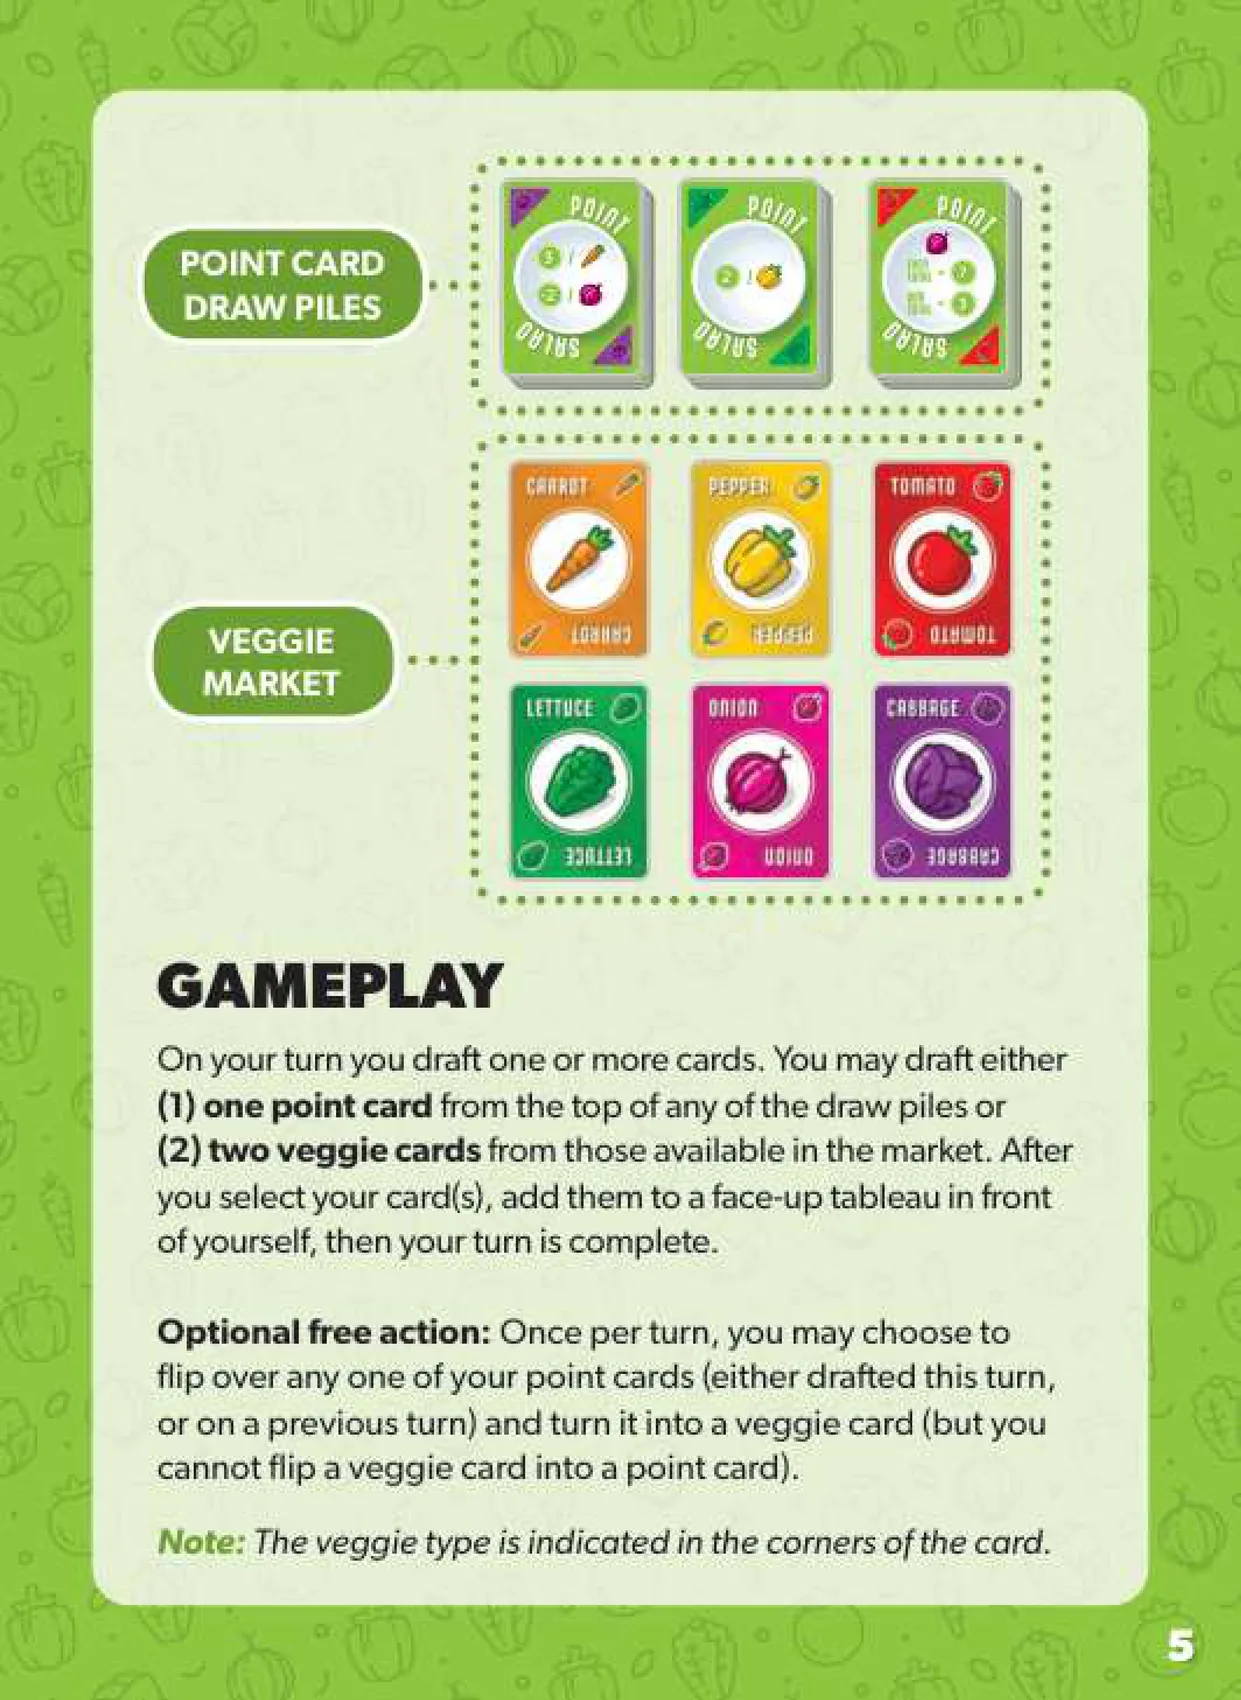 POINT CARD
DRAW PILES
POINT
3 /
SALAD
POINT
2 /
SALAD
POINT
SALAD
VEGGIE
MARKET
CARROT
CARROT
PEPPER
PEPPER
TOMATO
TOMATO
LETTUCE
LETTUCE
ONION
ONION
CABBAGE
CABBAGE
GAMEPLAY
On your turn you draft one or more cards. You may draft either
(1) one point card from the top of any of the draw piles or
(2) two veggie cards from those available in the market. After
you select your card(s), add them to a face-up tableau in front
of yourself, then your turn is complete.
Optional free action: Once per turn, you may choose to
flip over any one of your point cards (either drafted this turn,
or on a previous turn) and turn it into a veggie card (but you
cannot flip a veggie card into a point card).
Note: The veggie type is indicated in the corners of the card.
5